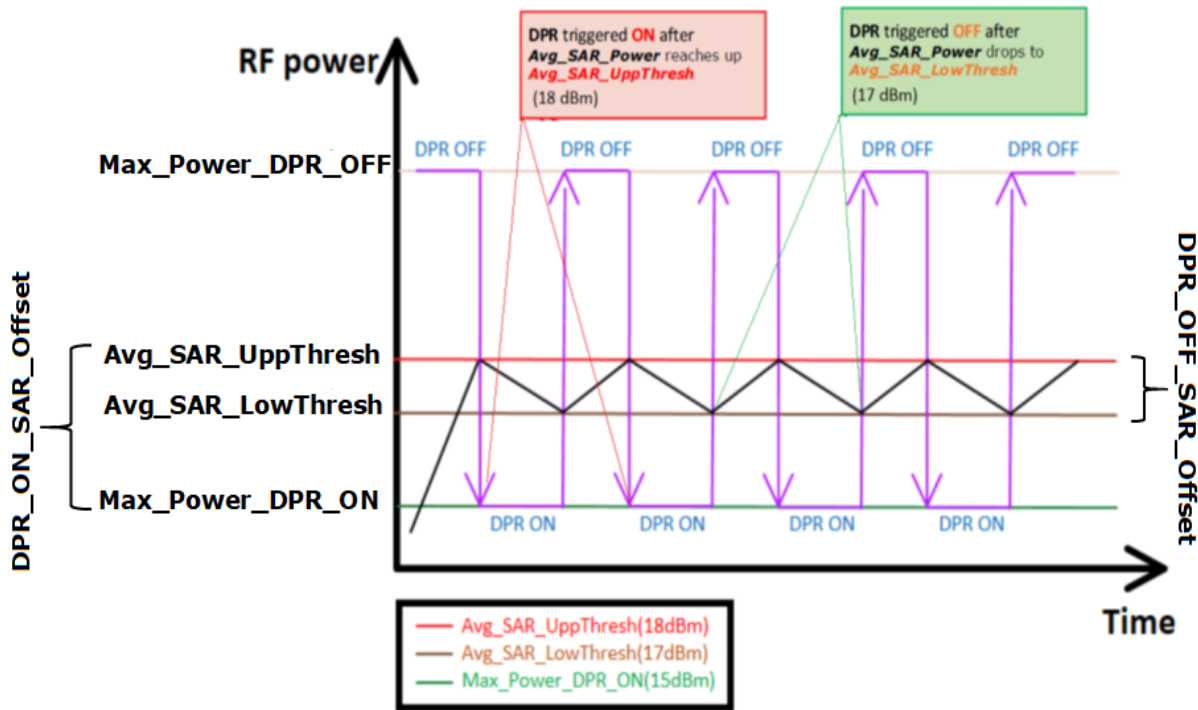 RF power
DPR triggered ON after
Avg_SAR_Power reaches up
Avg_SAR_UppThresh
(18 dBm)
DPR triggered OFF after
Avg_SAR_Power drops to
Avg_SAR_LowThresh
(17 dBm)
DPR OFF DPR OFF DPR OFF DPR OFF DPR OFF
Max_Power_DPR_OFF
DPR_ON_SAR_Offset
Avg_SAR_UppThresh
Avg_SAR_LowThresh
Max_Power_DPR_ON
DPR_OFF_SAR_Offset
DPR ON DPR ON DPR ON DPR ON
Time
Avg_SAR_UppThresh(18dBm)
Avg_SAR_LowThresh(17dBm)
Max_Power_DPR_ON(15dBm)